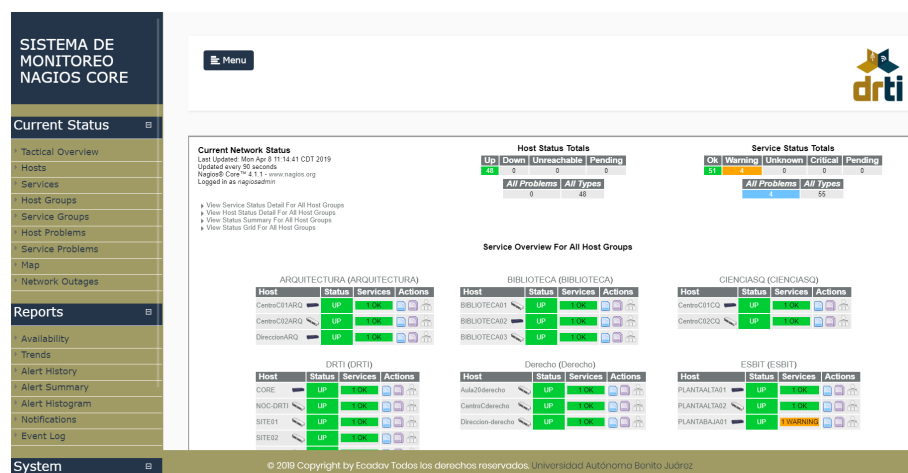 SISTEMA DE
MONITOREO
NAGIOS CORE
Current Status
Tactical Overview
Hosts
Services
Host Groups
Service Groups
Host Problems
Service Problems
Map
Network Outages
Reports
Availability
Trends
Alert History
Alert Summary
Alert Histogram
Notifications
Event Log
System
Menu
drti
Current Network Status
Last Updated: Mon Apr 8 11:14:41 CDT 2019
Updated every 90 seconds
Nagios® Core™ 4.1.1 - www.nagios.org
Logged in as nagiosadmin
View Service Status Detail For All Host Groups
View Host Status Detail For All Host Groups
View Status Summary For All Host Groups
View Status Grid For All Host Groups
Host Status Totals
Up Down Unreachable Pending
48 0 0 0
All Problems All Types
0 48
Service Status Totals
Ok Warning Unknown Critical Pending
51 4 0 0 0
All Problems All Types
4 55
Service Overview For All Host Groups
ARQUITECTURA (ARQUITECTURA)
Host Status Services Actions
CentroC01ARQ UP 1 OK
CentroC02ARQ UP 1 OK
DireccionARQ UP 1 OK
BIBLIOTECA (BIBLIOTECA)
Host Status Services Actions
BIBLIOTECA01 UP 1 OK
BIBLIOTECA02 UP 1 OK
BIBLIOTECA03 UP 1 OK
CIENCIASQ (CIENCIASQ)
Host Status Services Actions
CentroC01CQ UP 1 OK
CentroC02CQ UP 1 OK
DRTI (DRTI)
Host Status Services Actions
CORE UP 1 OK
NOC-DRTI UP 1 OK
SITE01 UP 1 OK
SITE02 UP 1 OK
Derecho (Derecho)
Host Status Services Actions
Aula20derecho UP 1 OK
CentroCderecho UP 1 OK
Direccion-derecho UP 1 OK
ESBIT (ESBIT)
Host Status Services Actions
PLANTAALTA01 UP 1 OK
PLANTAALTA02 UP 1 OK
PLANTABAJA01 UP 1 WARNING
© 2019 Copyright by Ecadav Todos los derechos reservados. Universidad Autónoma Benito Juárez